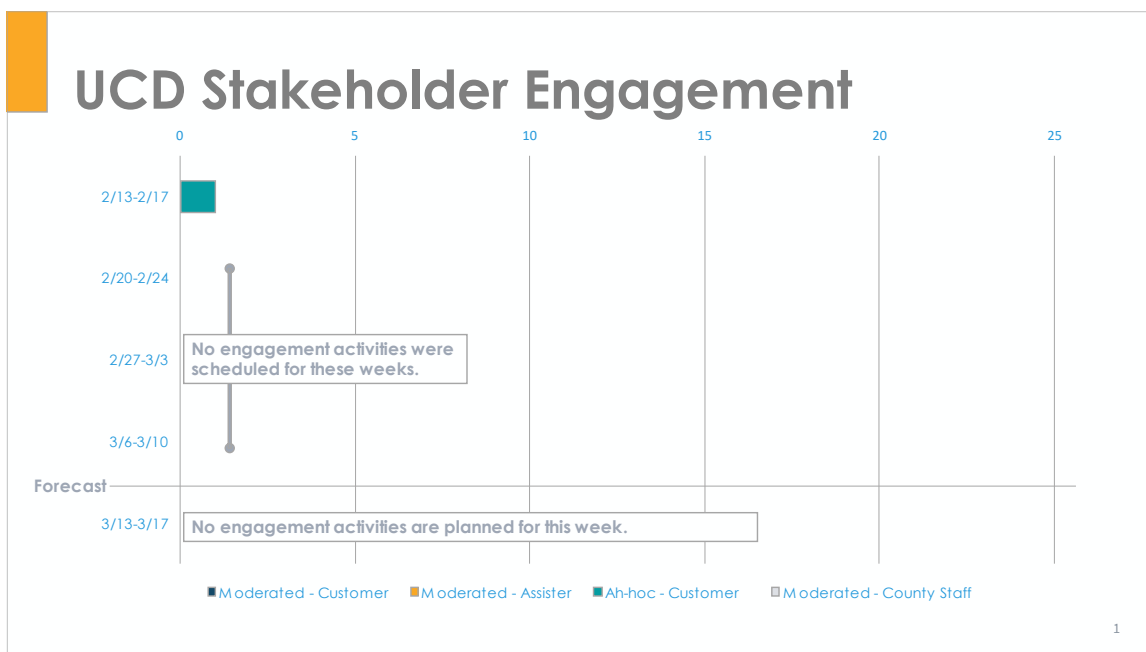 UCD Stakeholder Engagement
0 5 10 15 20 25
2/13-2/17
2/20-2/24
2/27-3/3
No engagement activities were
scheduled for these weeks.
3/6-3/10
Forecast
3/13-3/17
No engagement activities are planned for this week.
Moderated - Customer Moderated - Assister Ah-hoc - Customer Moderated - County Staff
1